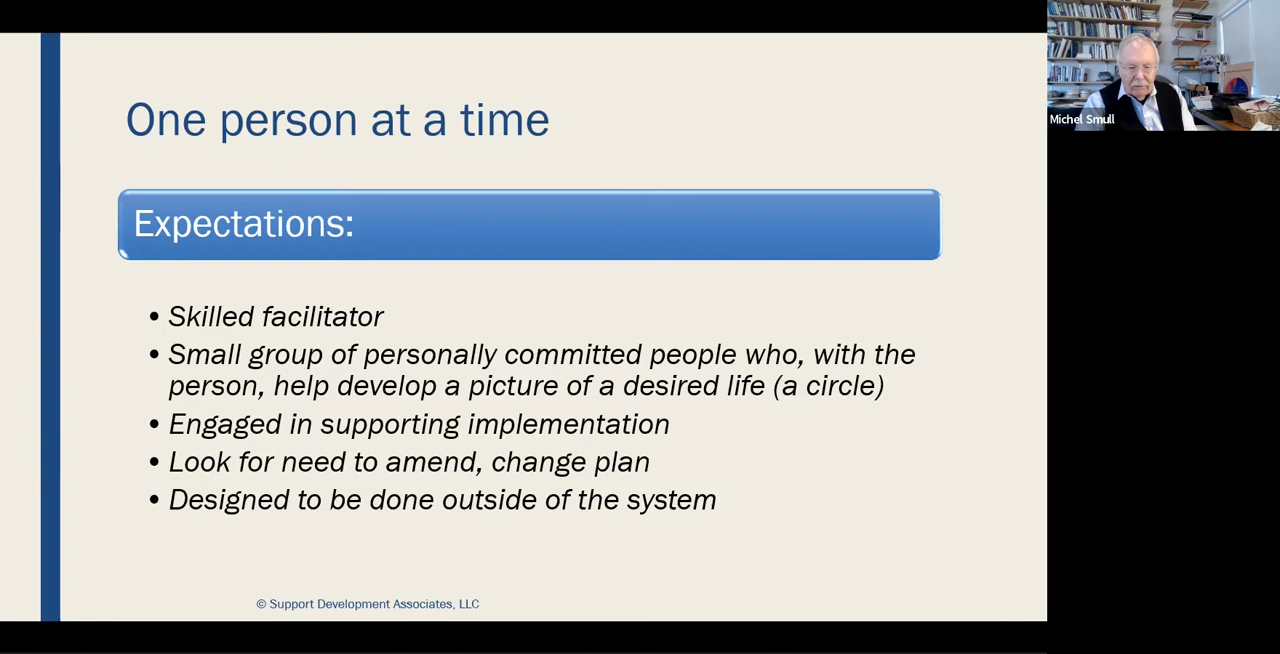 One person at a time
Expectations:
• Skilled facilitator
• Small group of personally committed people who, with the
person, help develop a picture of a desired life (a circle)
• Engaged in supporting implementation
• Look for need to amend, change plan
• Designed to be done outside of the system
© Support Development Associates, LLC
Michel Smull